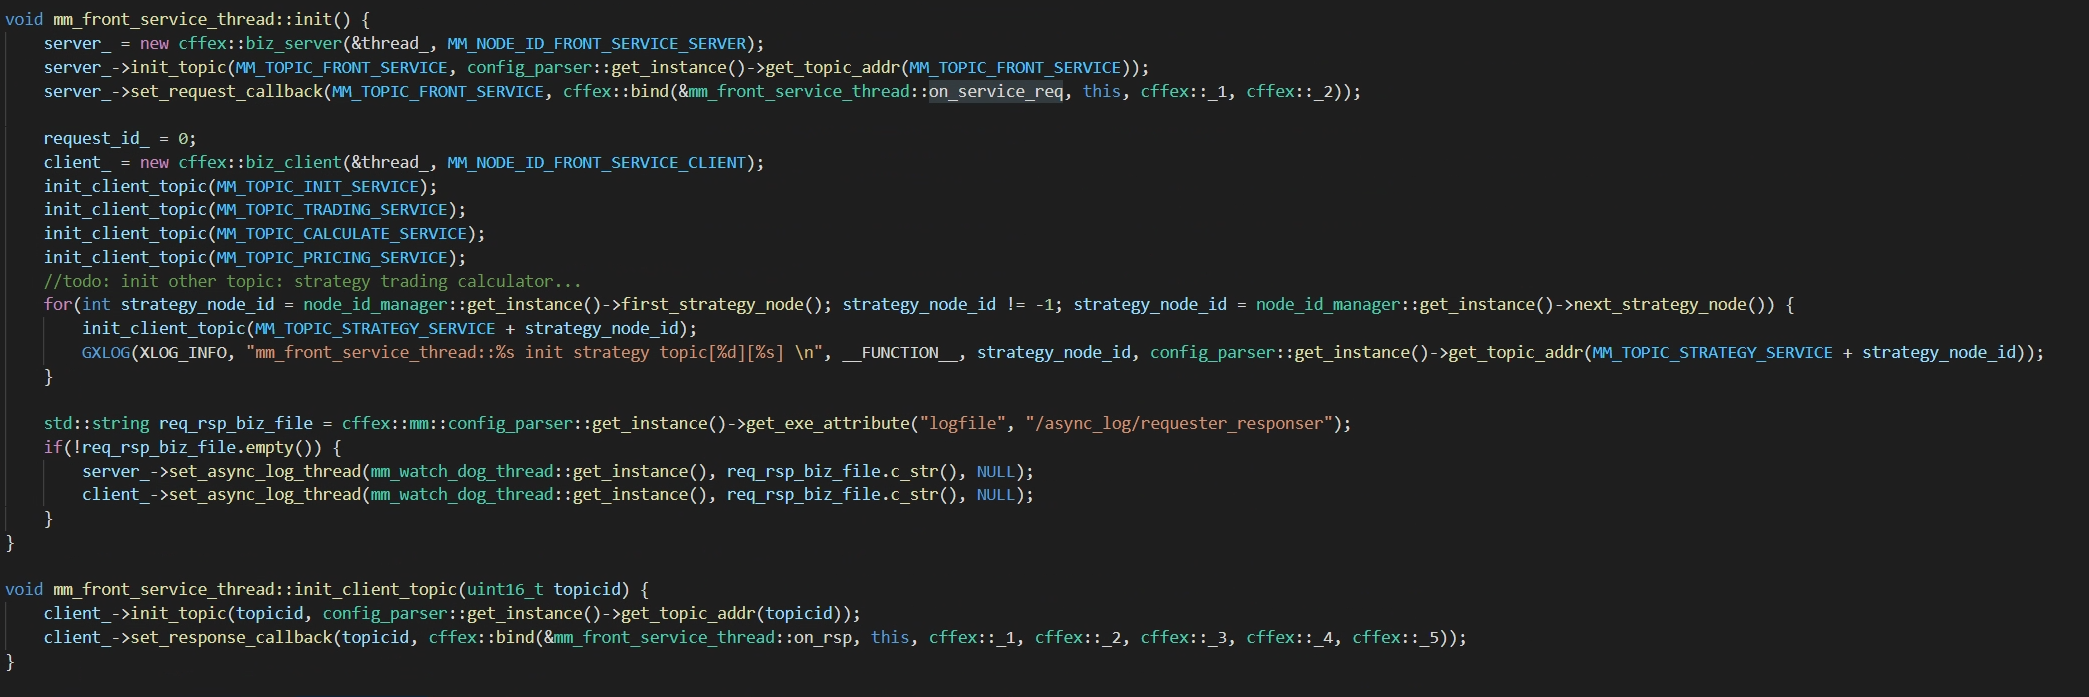 void mm_front_service_thread::init() {
    server_ = new cffex::biz_server(&thread_, MM_NODE_ID_FRONT_SERVICE_SERVER);
    server_->init_topic(MM_TOPIC_FRONT_SERVICE, config_parser::get_instance()->get_topic_addr(MM_TOPIC_FRONT_SERVICE));
    server_->set_request_callback(MM_TOPIC_FRONT_SERVICE, cffex::bind(&mm_front_service_thread::on_service_req, this, cffex::_1, cffex::_2));

    request_id_ = 0;
    client_ = new cffex::biz_client(&thread_, MM_NODE_ID_FRONT_SERVICE_CLIENT);
    init_client_topic(MM_TOPIC_INIT_SERVICE);
    init_client_topic(MM_TOPIC_TRADING_SERVICE);
    init_client_topic(MM_TOPIC_CALCULATE_SERVICE);
    init_client_topic(MM_TOPIC_PRICING_SERVICE);
    //todo: init other topic: strategy trading calculator...
    for(int strategy_node_id = node_id_manager::get_instance()->first_strategy_node(); strategy_node_id != -1; strategy_node_id = node_id_manager::get_instance()->next_strategy_node()) {
        init_client_topic(MM_TOPIC_STRATEGY_SERVICE + strategy_node_id);
        GXLOG(XLOG_INFO, "mm_front_service_thread::%s init strategy topic[%d][%s] \n", __FUNCTION__, strategy_node_id, config_parser::get_instance()->get_topic_addr(MM_TOPIC_STRATEGY_SERVICE + strategy_node_id));
    }

    std::string req_rsp_biz_file = cffex::mm::config_parser::get_instance()->get_exe_attribute("logfile", "/async_log/requester_responser");
    if(!req_rsp_biz_file.empty()) {
        server_->set_async_log_thread(mm_watch_dog_thread::get_instance(), req_rsp_biz_file.c_str(), NULL);
        client_->set_async_log_thread(mm_watch_dog_thread::get_instance(), req_rsp_biz_file.c_str(), NULL);
    }
}

void mm_front_service_thread::init_client_topic(uint16_t topicid) {
    client_->init_topic(topicid, config_parser::get_instance()->get_topic_addr(topicid));
    client_->set_response_callback(topicid, cffex::bind(&mm_front_service_thread::on_rsp, this, cffex::_1, cffex::_2, cffex::_3, cffex::_4, cffex::_5));
}